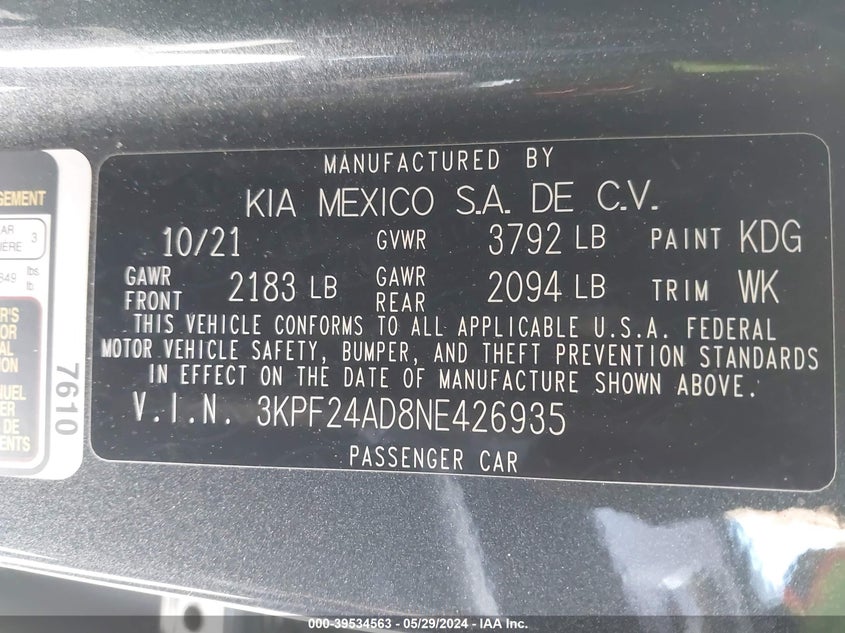 MANUFACTURED BY
KIA MEXICO S.A. DE C.V.
10/21 GVWR 3792 LB PAINT KDG
GAWR FRONT 2183 LB GAWR REAR 2094 LB TRIM WK
THIS VEHICLE CONFORMS TO ALL APPLICABLE U.S.A. FEDERAL
MOTOR VEHICLE SAFETY, BUMPER, AND THEFT PREVENTION STANDARDS
IN EFFECT ON THE DATE OF MANUFACTURE SHOWN ABOVE.
V.I.N. 3KPF24AD8NE426935
PASSENGER CAR
3
lbs
lb
7610
000-39534563 - 05/29/2024 - IAA Inc.